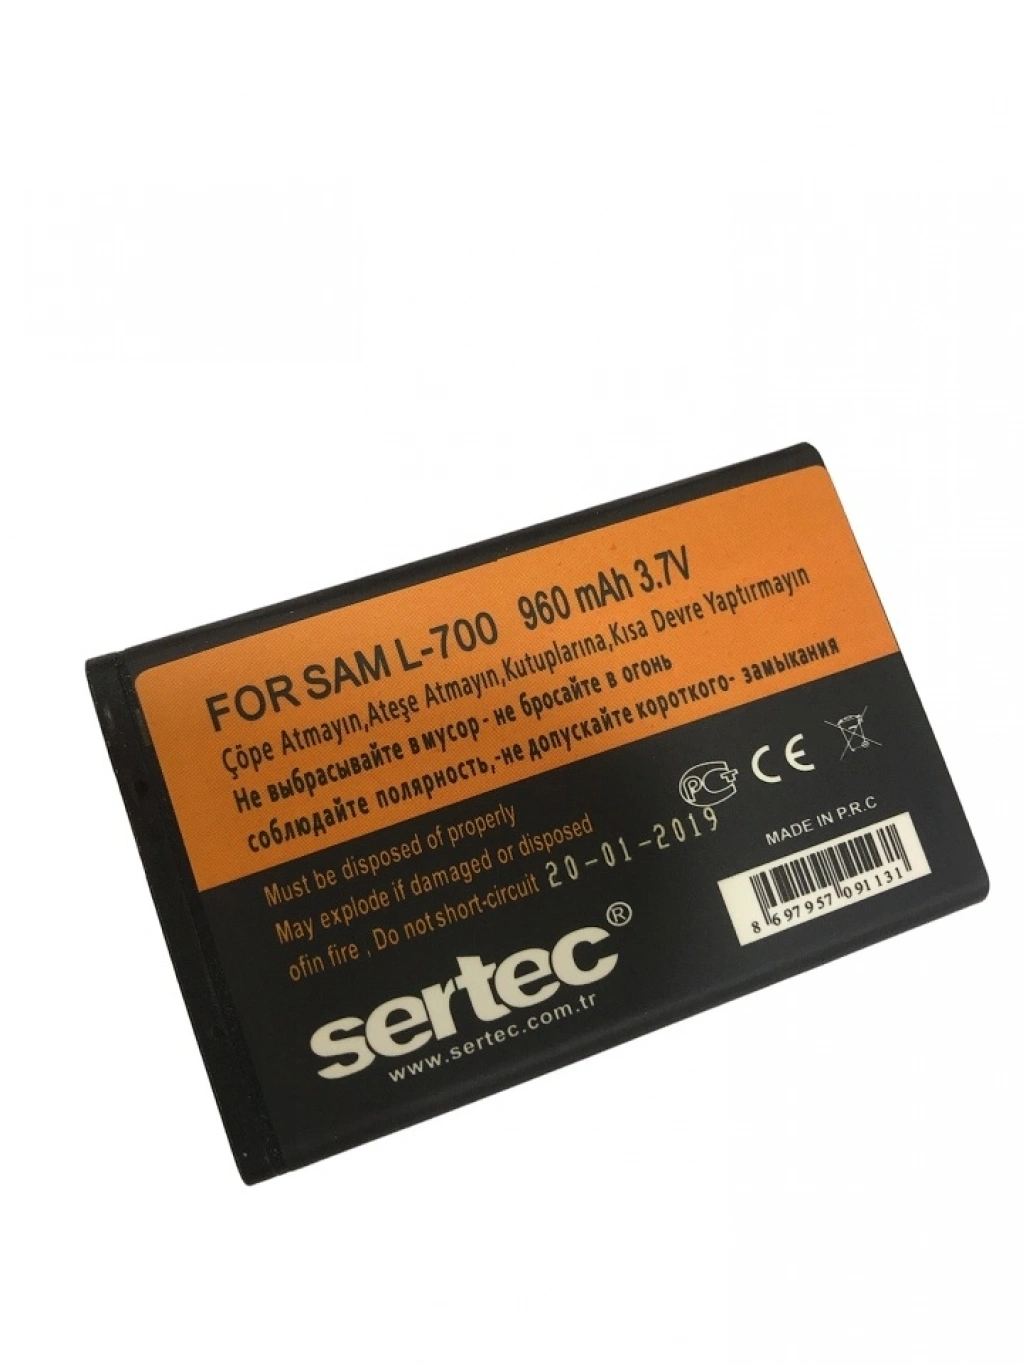 FOR SAM L-700 960 mAh 3.7V
Çöpe Atmayın,Ateşe Atmayın,Kutuplarına,Kısa Devre Yaptırmayın
Не выбрасывайте в мусор - не бросайте в огонь
соблюдайте полярность,-не допускайте короткого- замыкания
Must be disposed of properly
May explode if damaged or disposed
ofin fire , Do not short-circuit
20-01-2019
PCT CE
MADE IN P.R.C
8 697957 091131
sertec®
www.sertec.com.tr